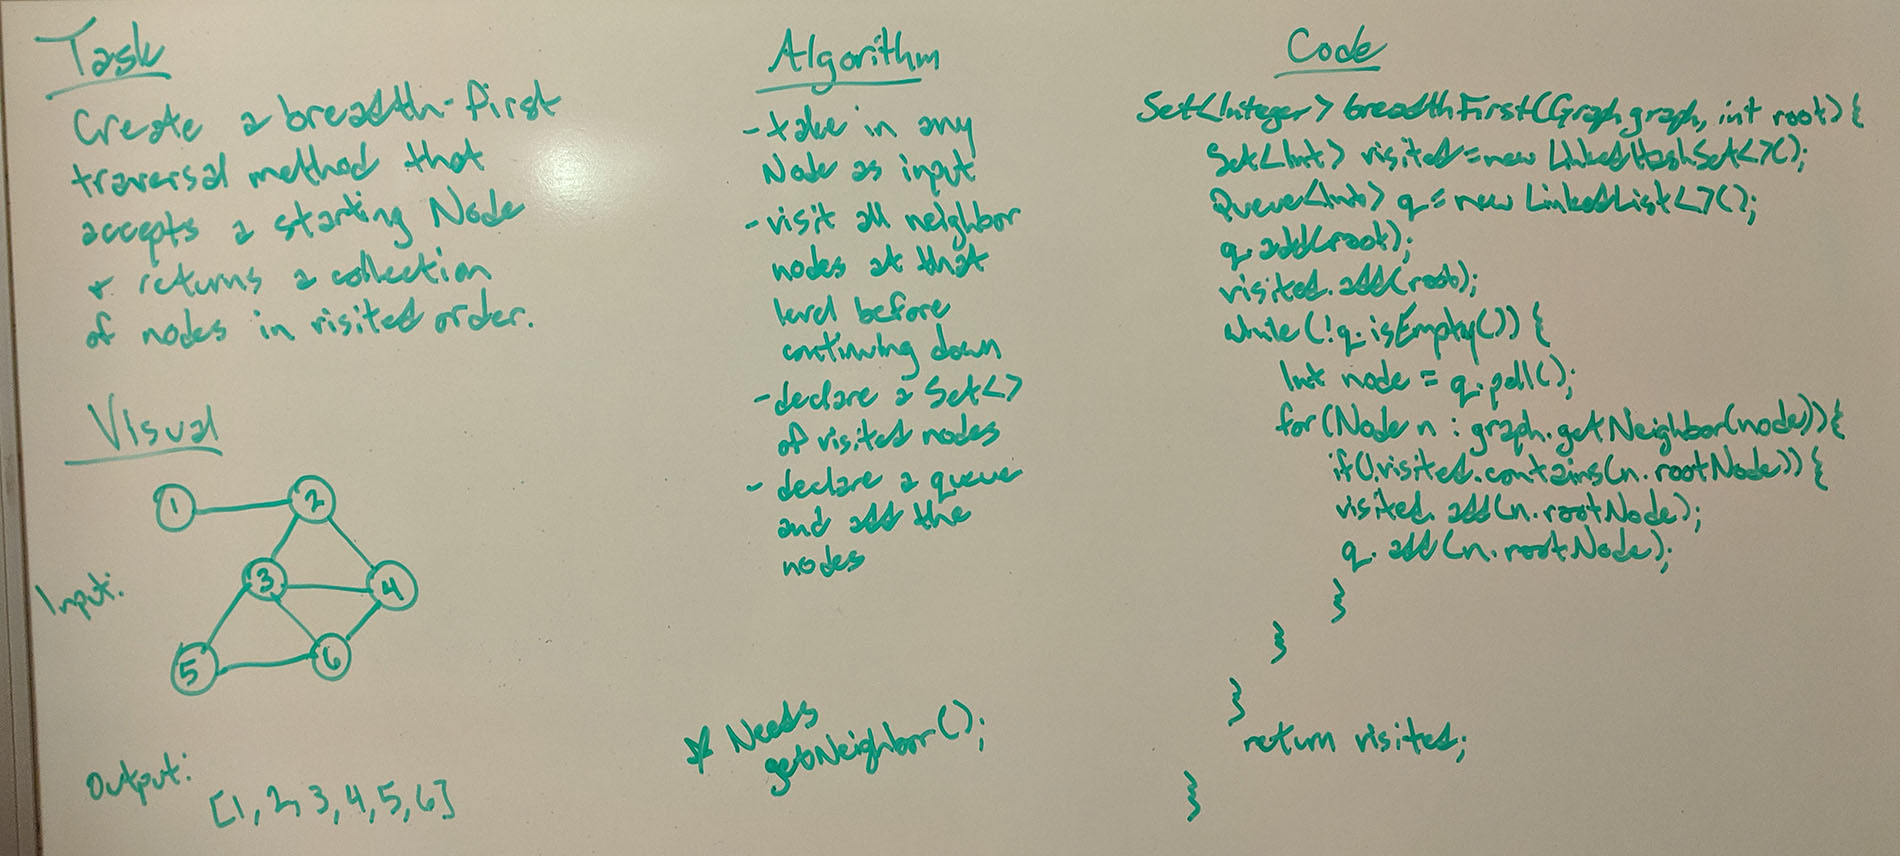 Task
Create a breadth-first
traversal method that
accepts a starting Node
& returns a collection
of nodes in visited order.
Visual
Input:
1
2
3
4
5
6
Output:
[1, 2, 3, 4, 5, 6]
Algorithm
- take in any
Node as input
- visit all neighbor
nodes at that
level before
continuing down
- declare a Set<>
of visited nodes
- declare a queue
and add the
nodes
* Needs
getNeighbor();
Code
Set<Integer> breadthFirst(Graph graph, int root) {
Set<Int> visited = new LinkedHashSet<>();
Queue<Int> q = new LinkedList<>();
q.add(root);
visited.add(root);
while(!q.isEmpty()) {
Int node = q.poll();
for(Node n : graph.getNeighbor(node)) {
if(!visited.contains(n.rootNode)) {
visited.add(n.rootNode);
q.add(n.rootNode);
}
}
}
return visited;
}